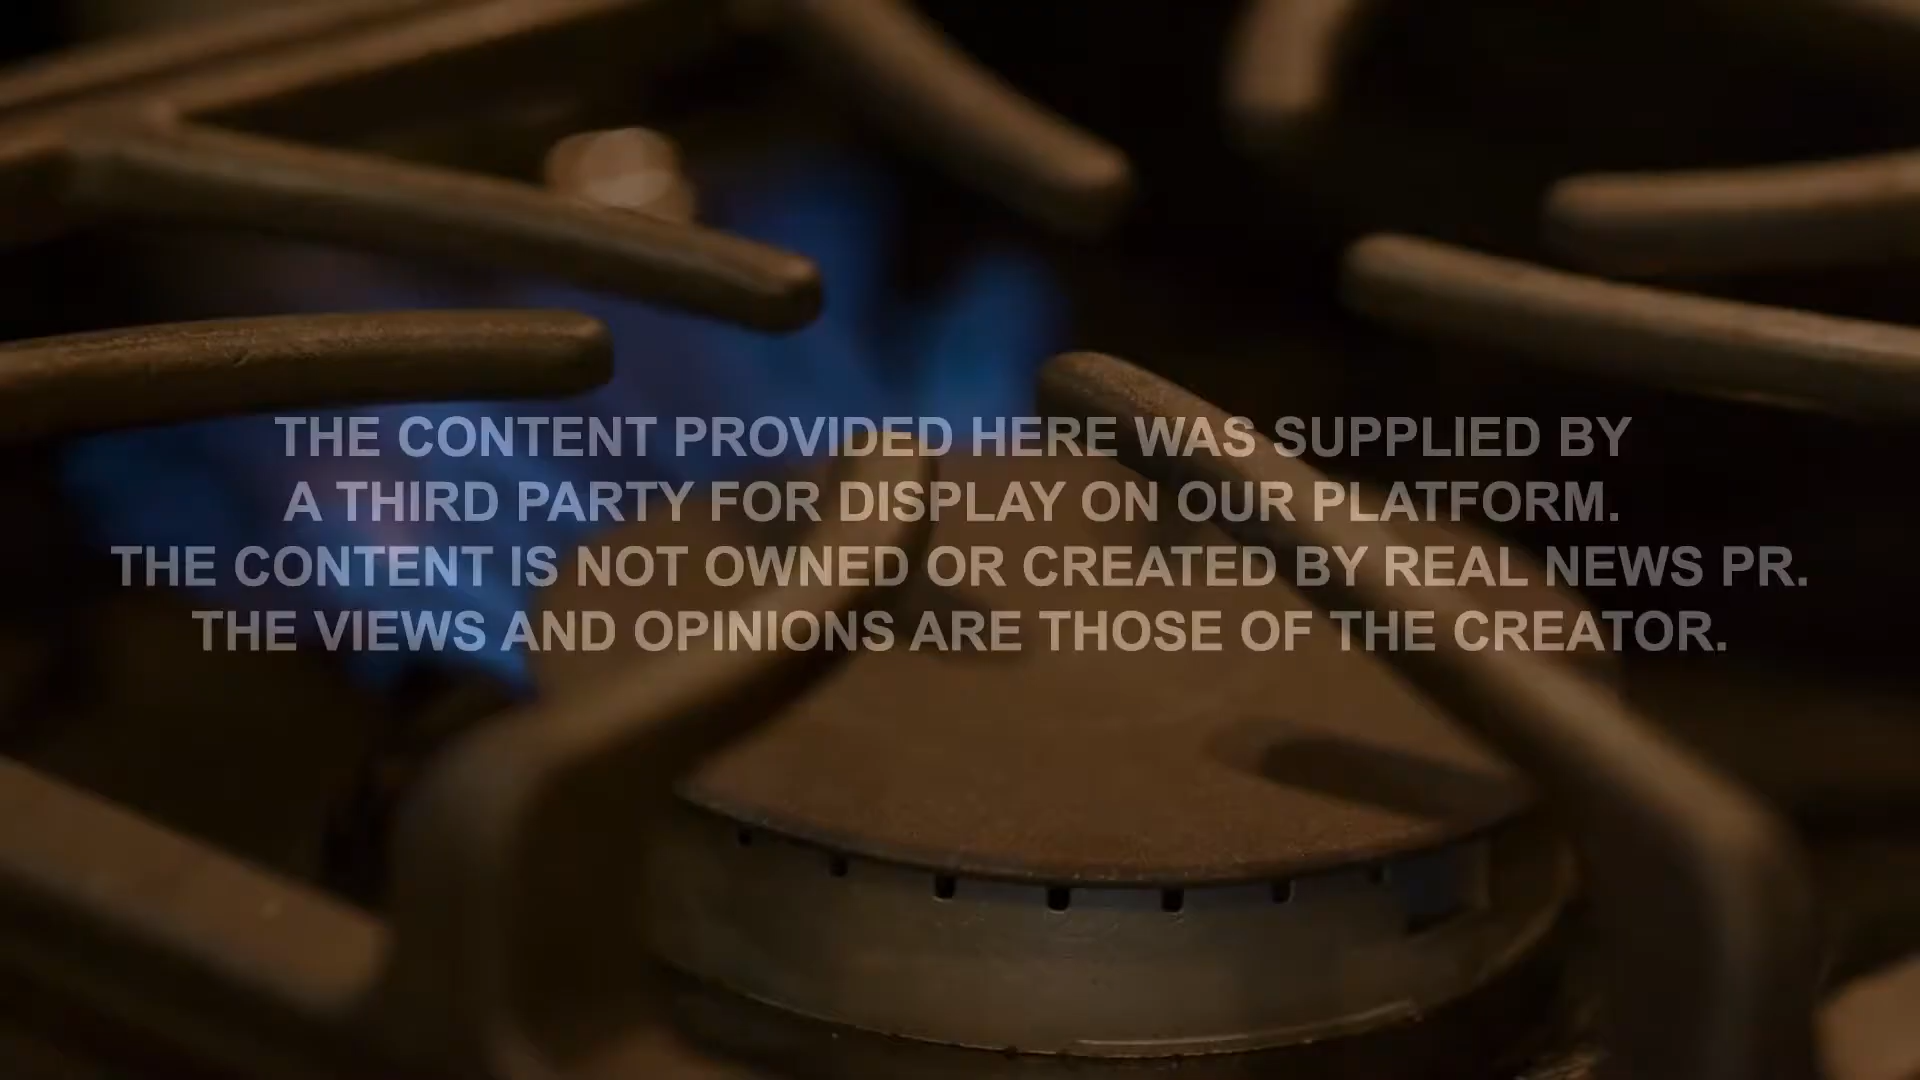 THE CONTENT PROVIDED HERE WAS SUPPLIED BY
A THIRD PARTY FOR DISPLAY ON OUR PLATFORM.
THE CONTENT IS NOT OWNED OR CREATED BY REAL NEWS PR.
THE VIEWS AND OPINIONS ARE THOSE OF THE CREATOR.